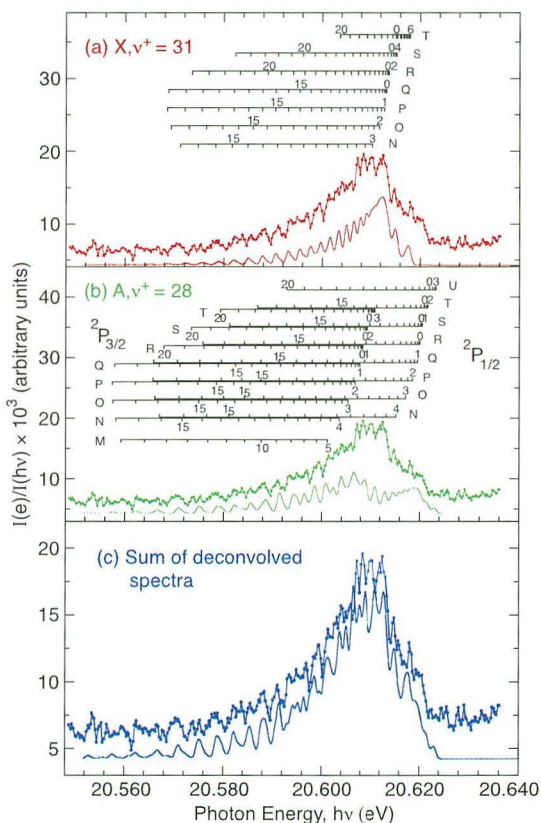 (a) X, ν⁺ = 31
20 0 6 T
20 0 4 S
20 0 2 R
15 0 Q
15 1 P
15 2 O
15 3 N
30
20
10
(b) A, ν⁺ = 28
20 0 3 U
15 0 2 T
T 20 15 0 3 0 1 S
S 20 15 0 2 0 R
R 20 15 0 1 0 1 Q
Q 15 1 P
P 15 15 1 2 O
O 15 15 2 3 N
N 15 15 3 4
15 4
M 10 5
²P₃/₂
²P₁/₂
40
30
20
10
(c) Sum of deconvolved
spectra
20
15
10
5
I(e)/I(hν) × 10³ (arbitrary units)
20.560 20.580 20.600 20.620 20.640
Photon Energy, hν (eV)